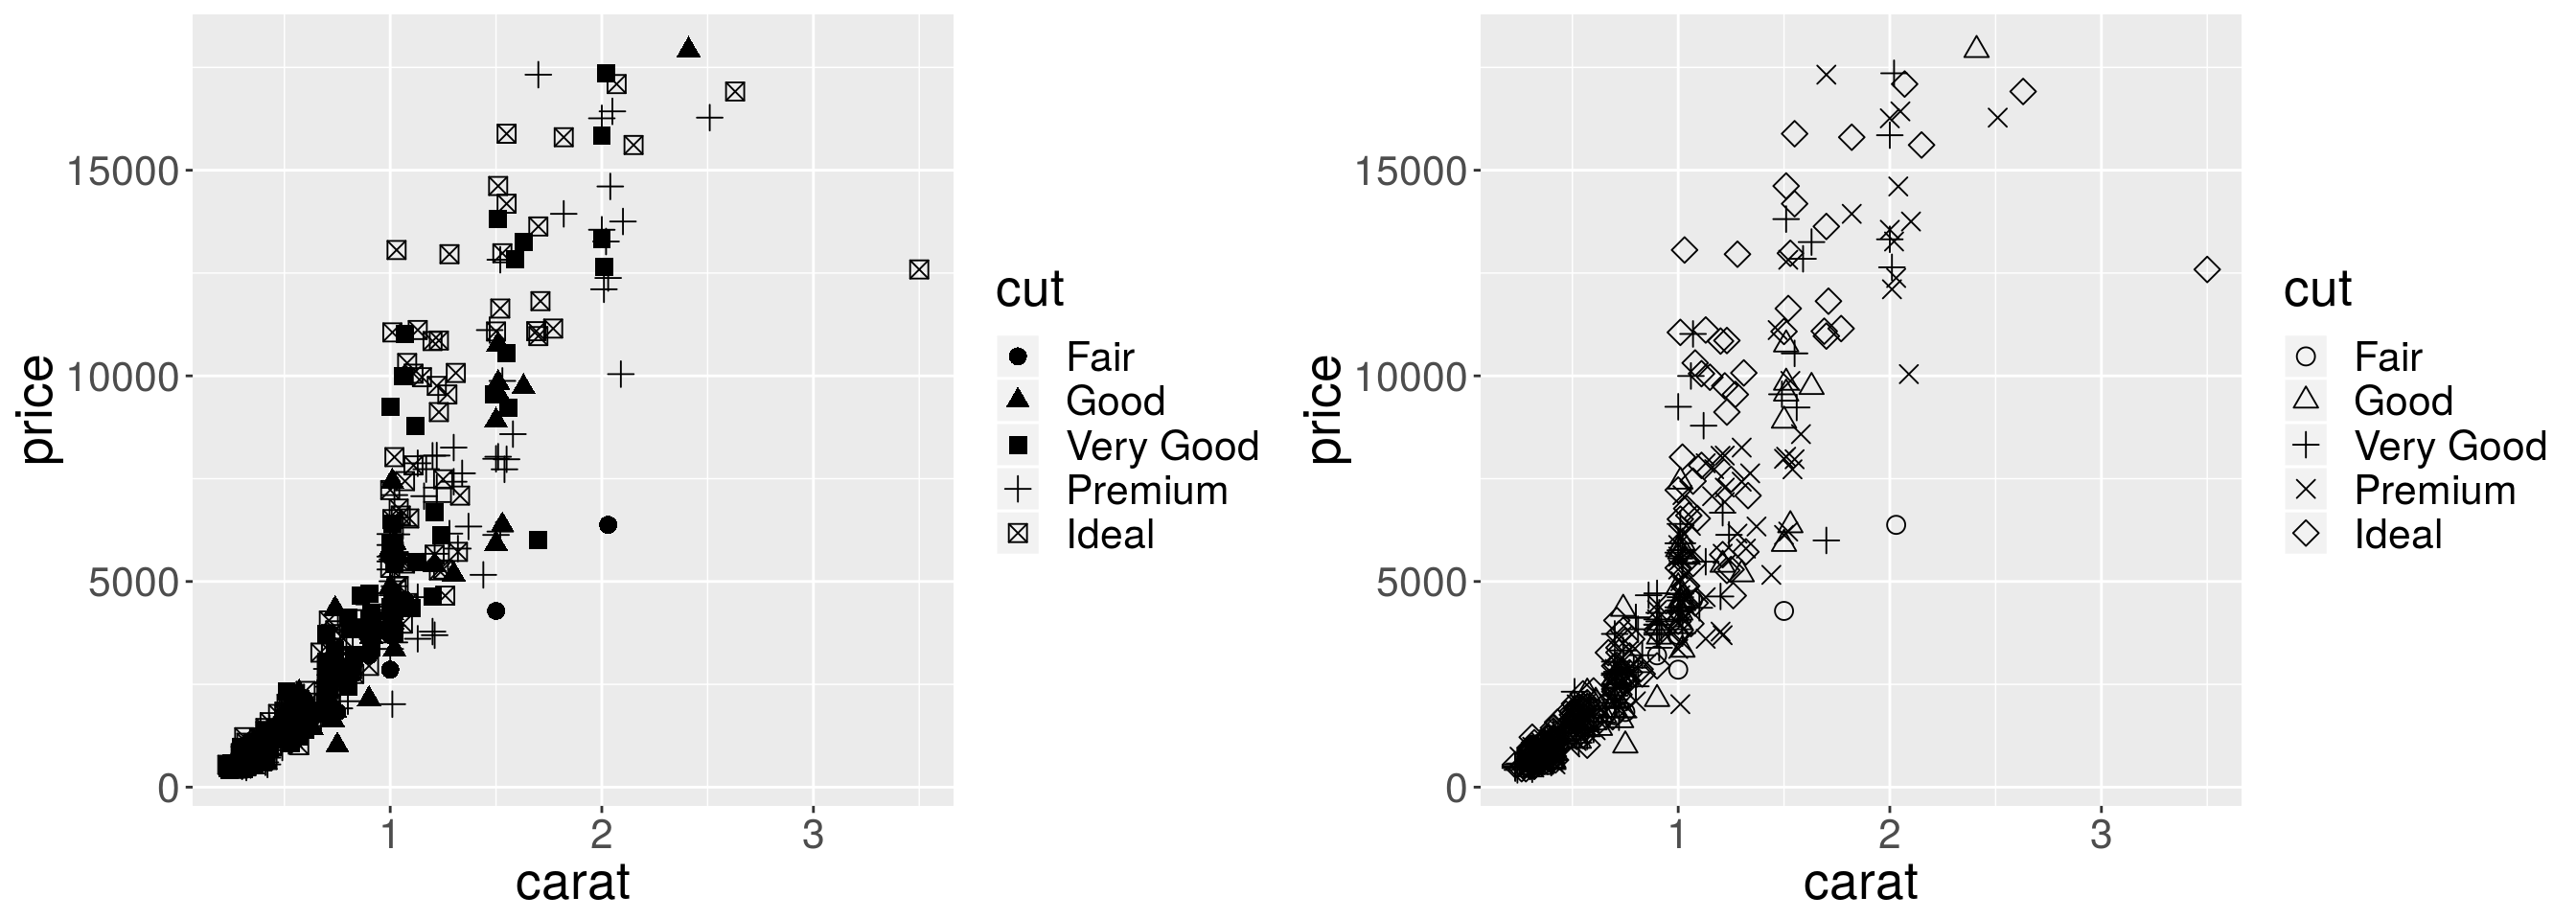 price
15000
10000
5000
0
1 2 3
carat
cut
Fair
Good
Very Good
Premium
Ideal
price
15000
10000
5000
0
1 2 3
carat
cut
Fair
Good
Very Good
Premium
Ideal